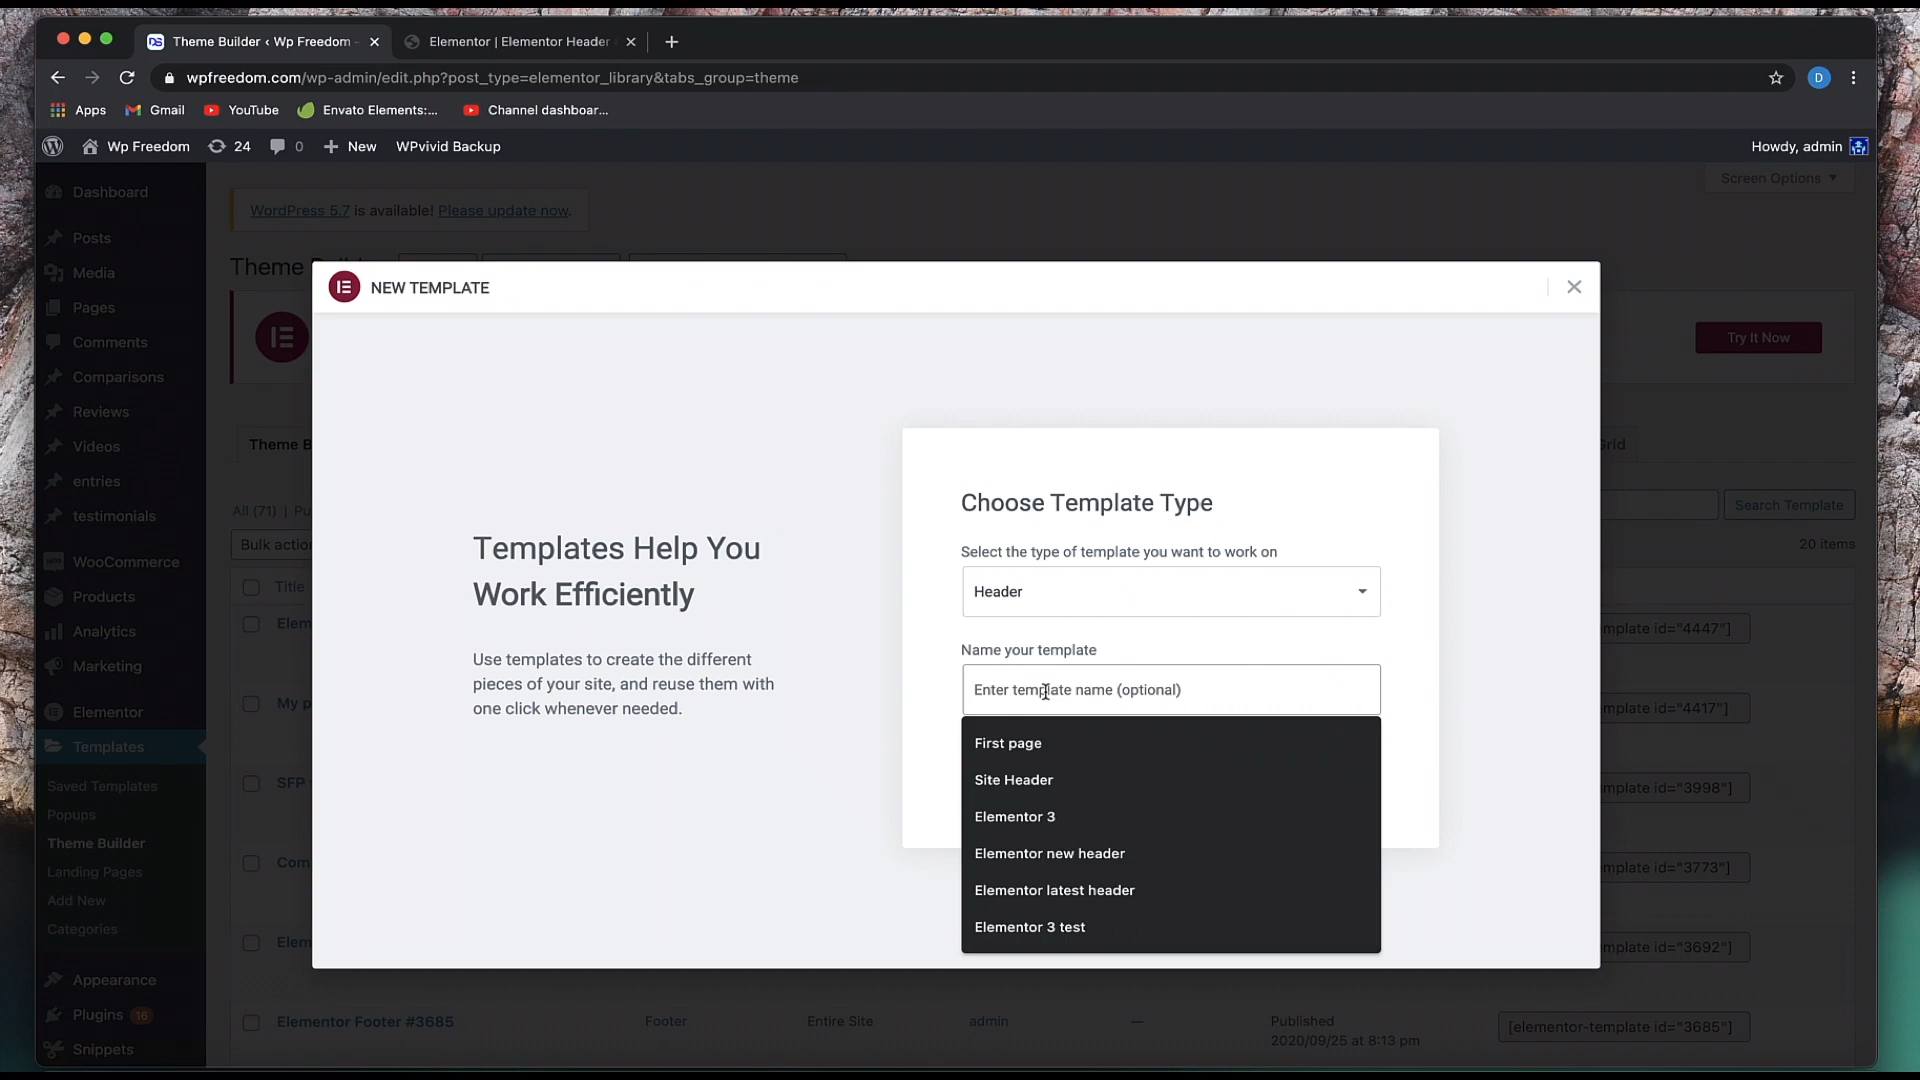 Theme Builder ‹ Wp Freedom -
Elementor | Elementor Header
wpfreedom.com/wp-admin/edit.php?post_type=elementor_library&tabs_group=theme
D
Apps
Gmail
YouTube
Envato Elements:...
Channel dashboar...
Wp Freedom
24
0
New
WPvivid Backup
Howdy, admin
Dashboard
Posts
Media
Pages
Comments
Comparisons
Reviews
Videos
entries
testimonials
WooCommerce
Products
Analytics
Marketing
Elementor
Templates
Saved Templates
Popups
Theme Builder
Landing Pages
Add New
Categories
Appearance
Plugins 16
Snippets
Screen Options
WordPress 5.7 is available! Please update now.
Theme
Try It Now
Theme B
Grid
All (71) | Pu
Search Template
Bulk action
20 items
Title
Elem
mplate id="4447"]
My p
mplate id="4417"]
SFP
mplate id="3998"]
Com
mplate id="3773"]
Elem
mplate id="3692"]
Elementor Footer #3685
Footer
Entire Site
admin
—
Published
2020/09/25 at 8:13 pm
[elementor-template id="3685"]
NEW TEMPLATE
Templates Help You
Work Efficiently
Use templates to create the different
pieces of your site, and reuse them with
one click whenever needed.
Choose Template Type
Select the type of template you want to work on
Header
Name your template
Enter template name (optional)
First page
Site Header
Elementor 3
Elementor new header
Elementor latest header
Elementor 3 test